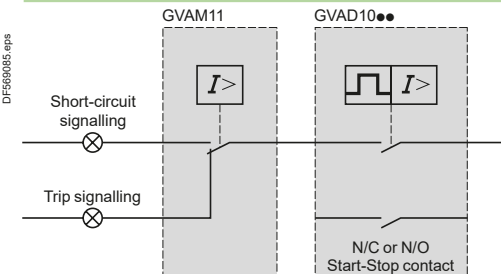 GVAM11
GVAD10●●
DF569085.eps
I>
I>
Short-circuit
signalling
Trip signalling
N/C or N/O
Start-Stop contact